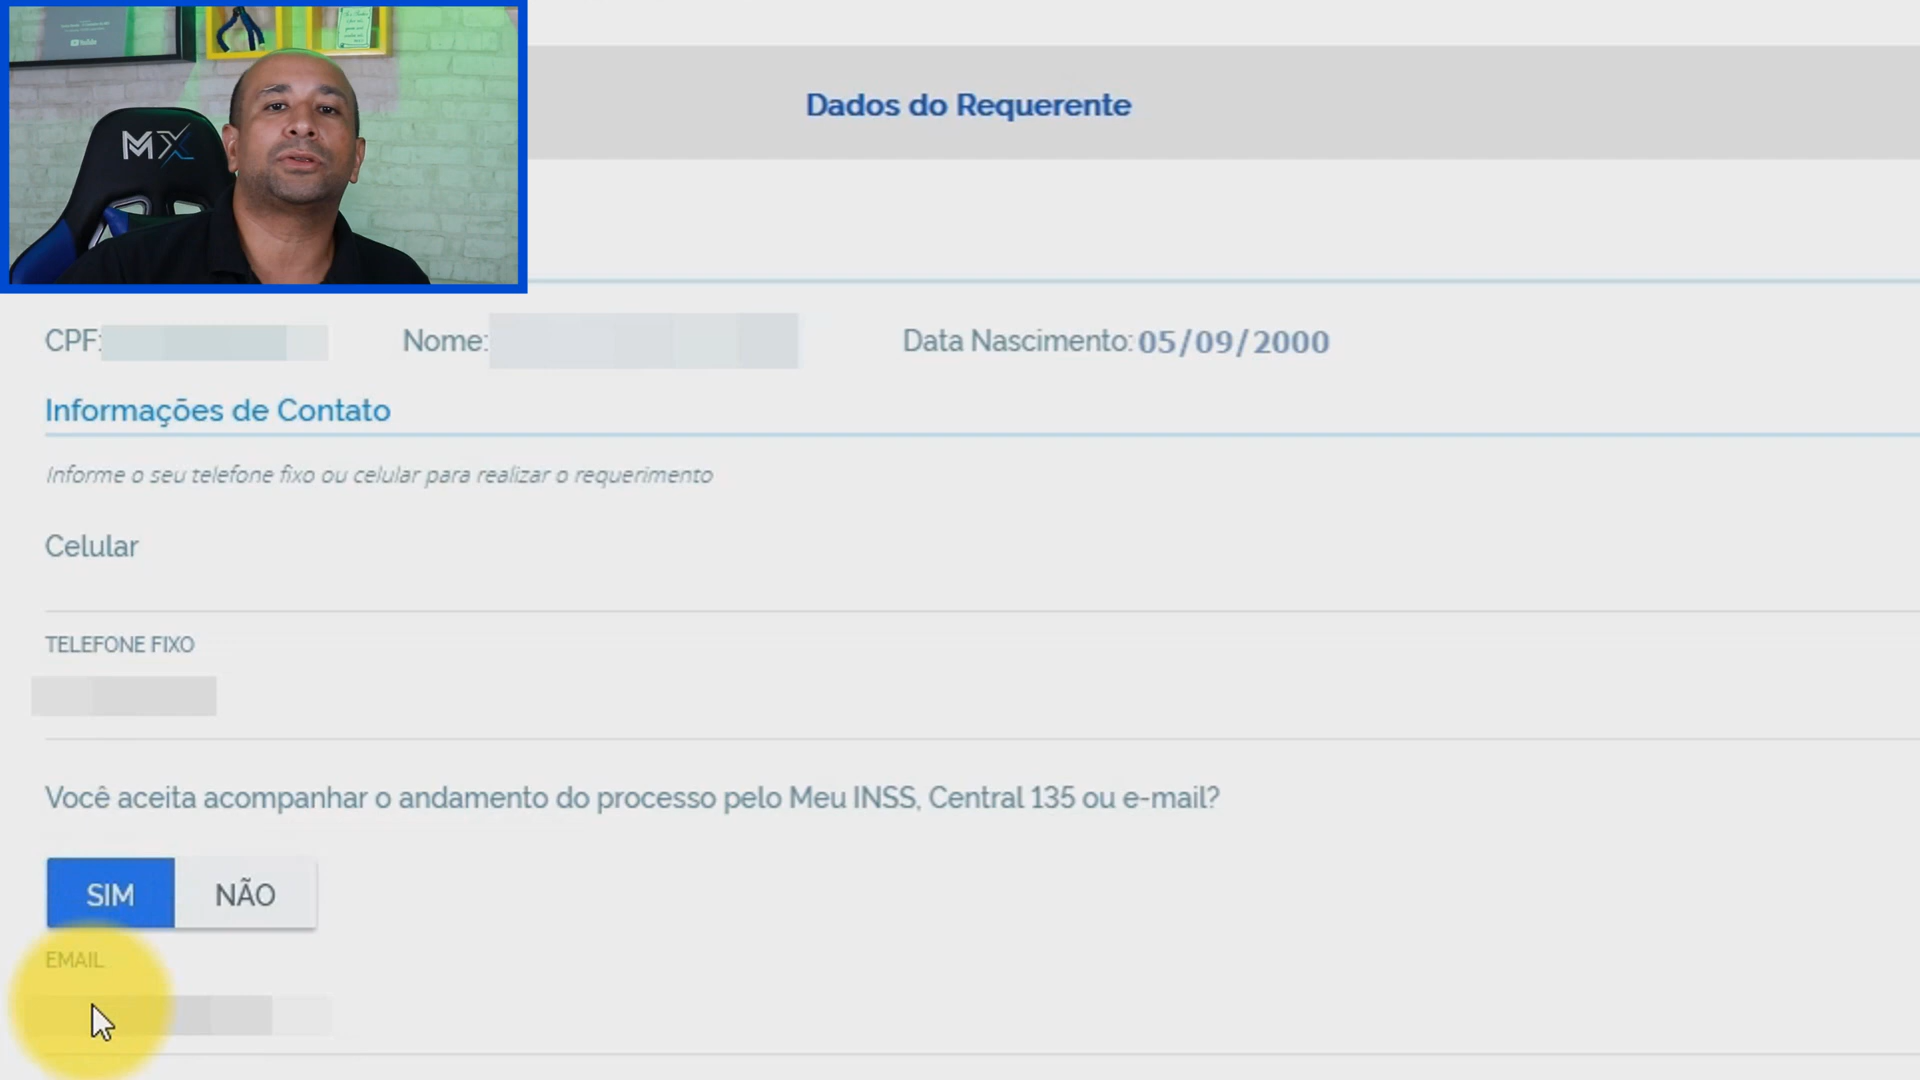 YouTube
MX
Dados do Requerente
CPF:
Nome:
Data Nascimento: 05/09/2000
Informações de Contato
Informe o seu telefone fixo ou celular para realizar o requerimento
Celular
TELEFONE FIXO
Você aceita acompanhar o andamento do processo pelo Meu INSS, Central 135 ou e-mail?
SIM NÃO
EMAIL